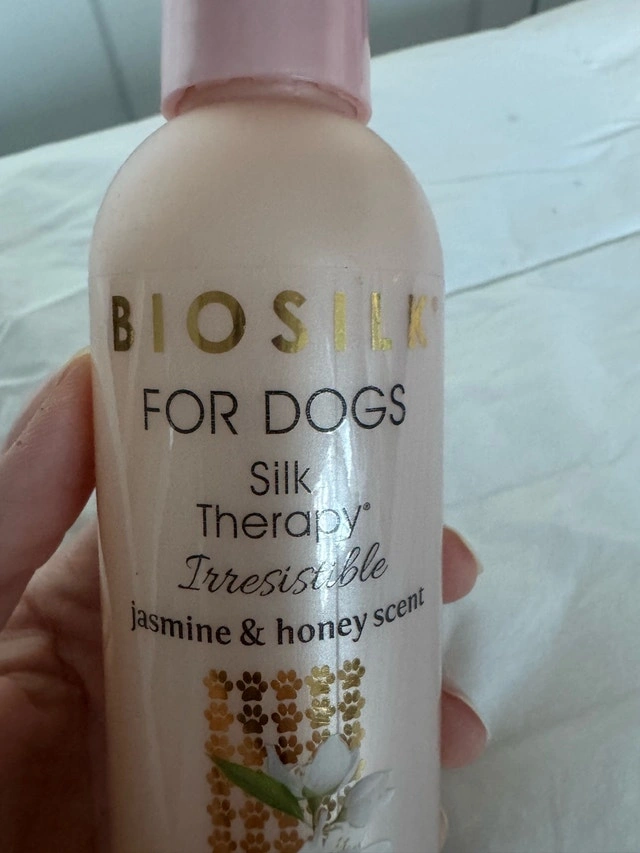 BIOSILK®
FOR DOGS
Silk
Therapy®
Irresistible
jasmine & honey scent